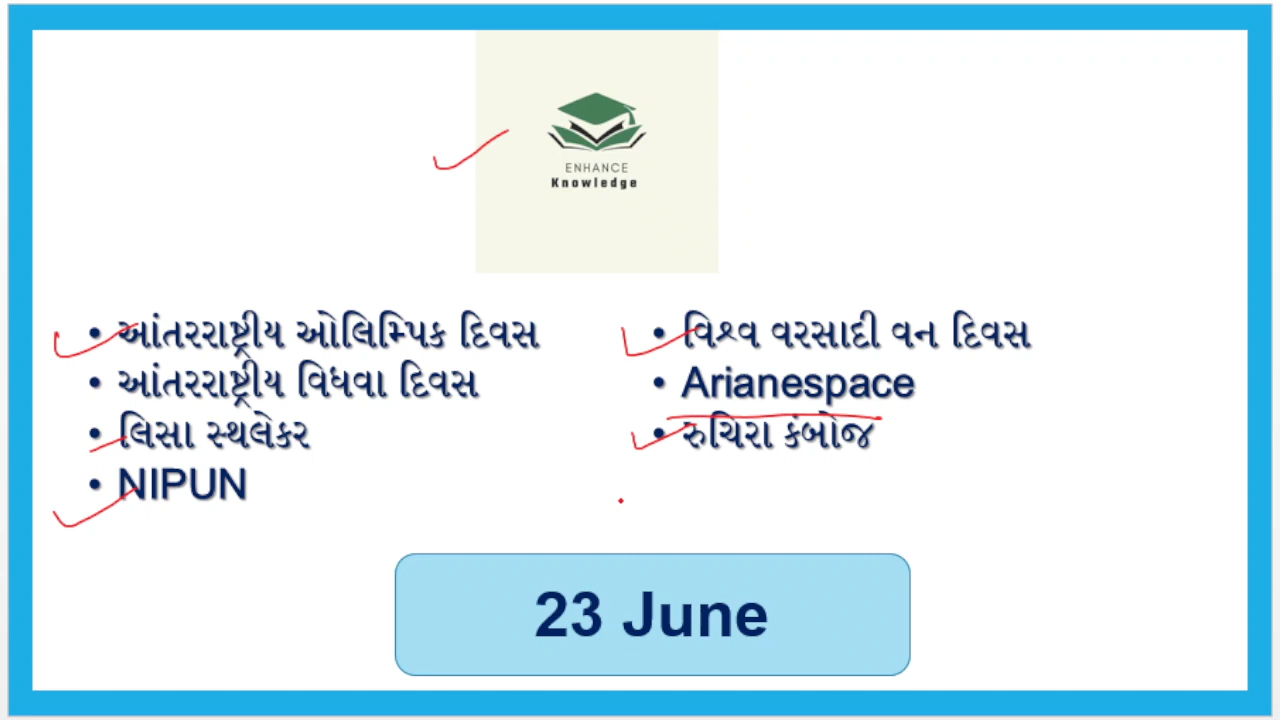 ENHANCE
Knowledge
• આંતરરાષ્ટ્રીય ઓલિમ્પિક દિવસ
• આંતરરાષ્ટ્રીય વિધવા દિવસ
• લિસા સ્થલેકર
• NIPUN
• વિશ્વ વરસાદી વન દિવસ
• Arianespace
• રુચિરા કંબોજ
23 June